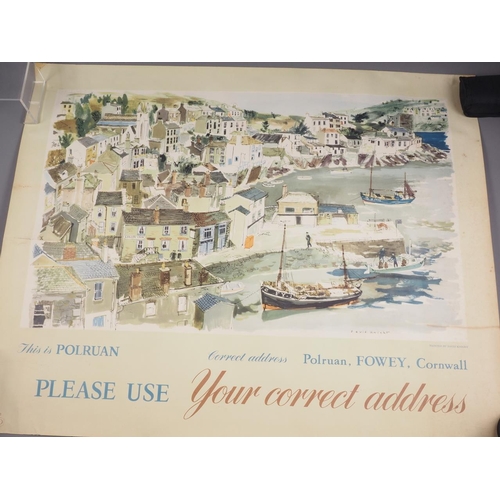 This is POLRUAN
Correct address Polruan, FOWEY, Cornwall
PLEASE USE Your correct address